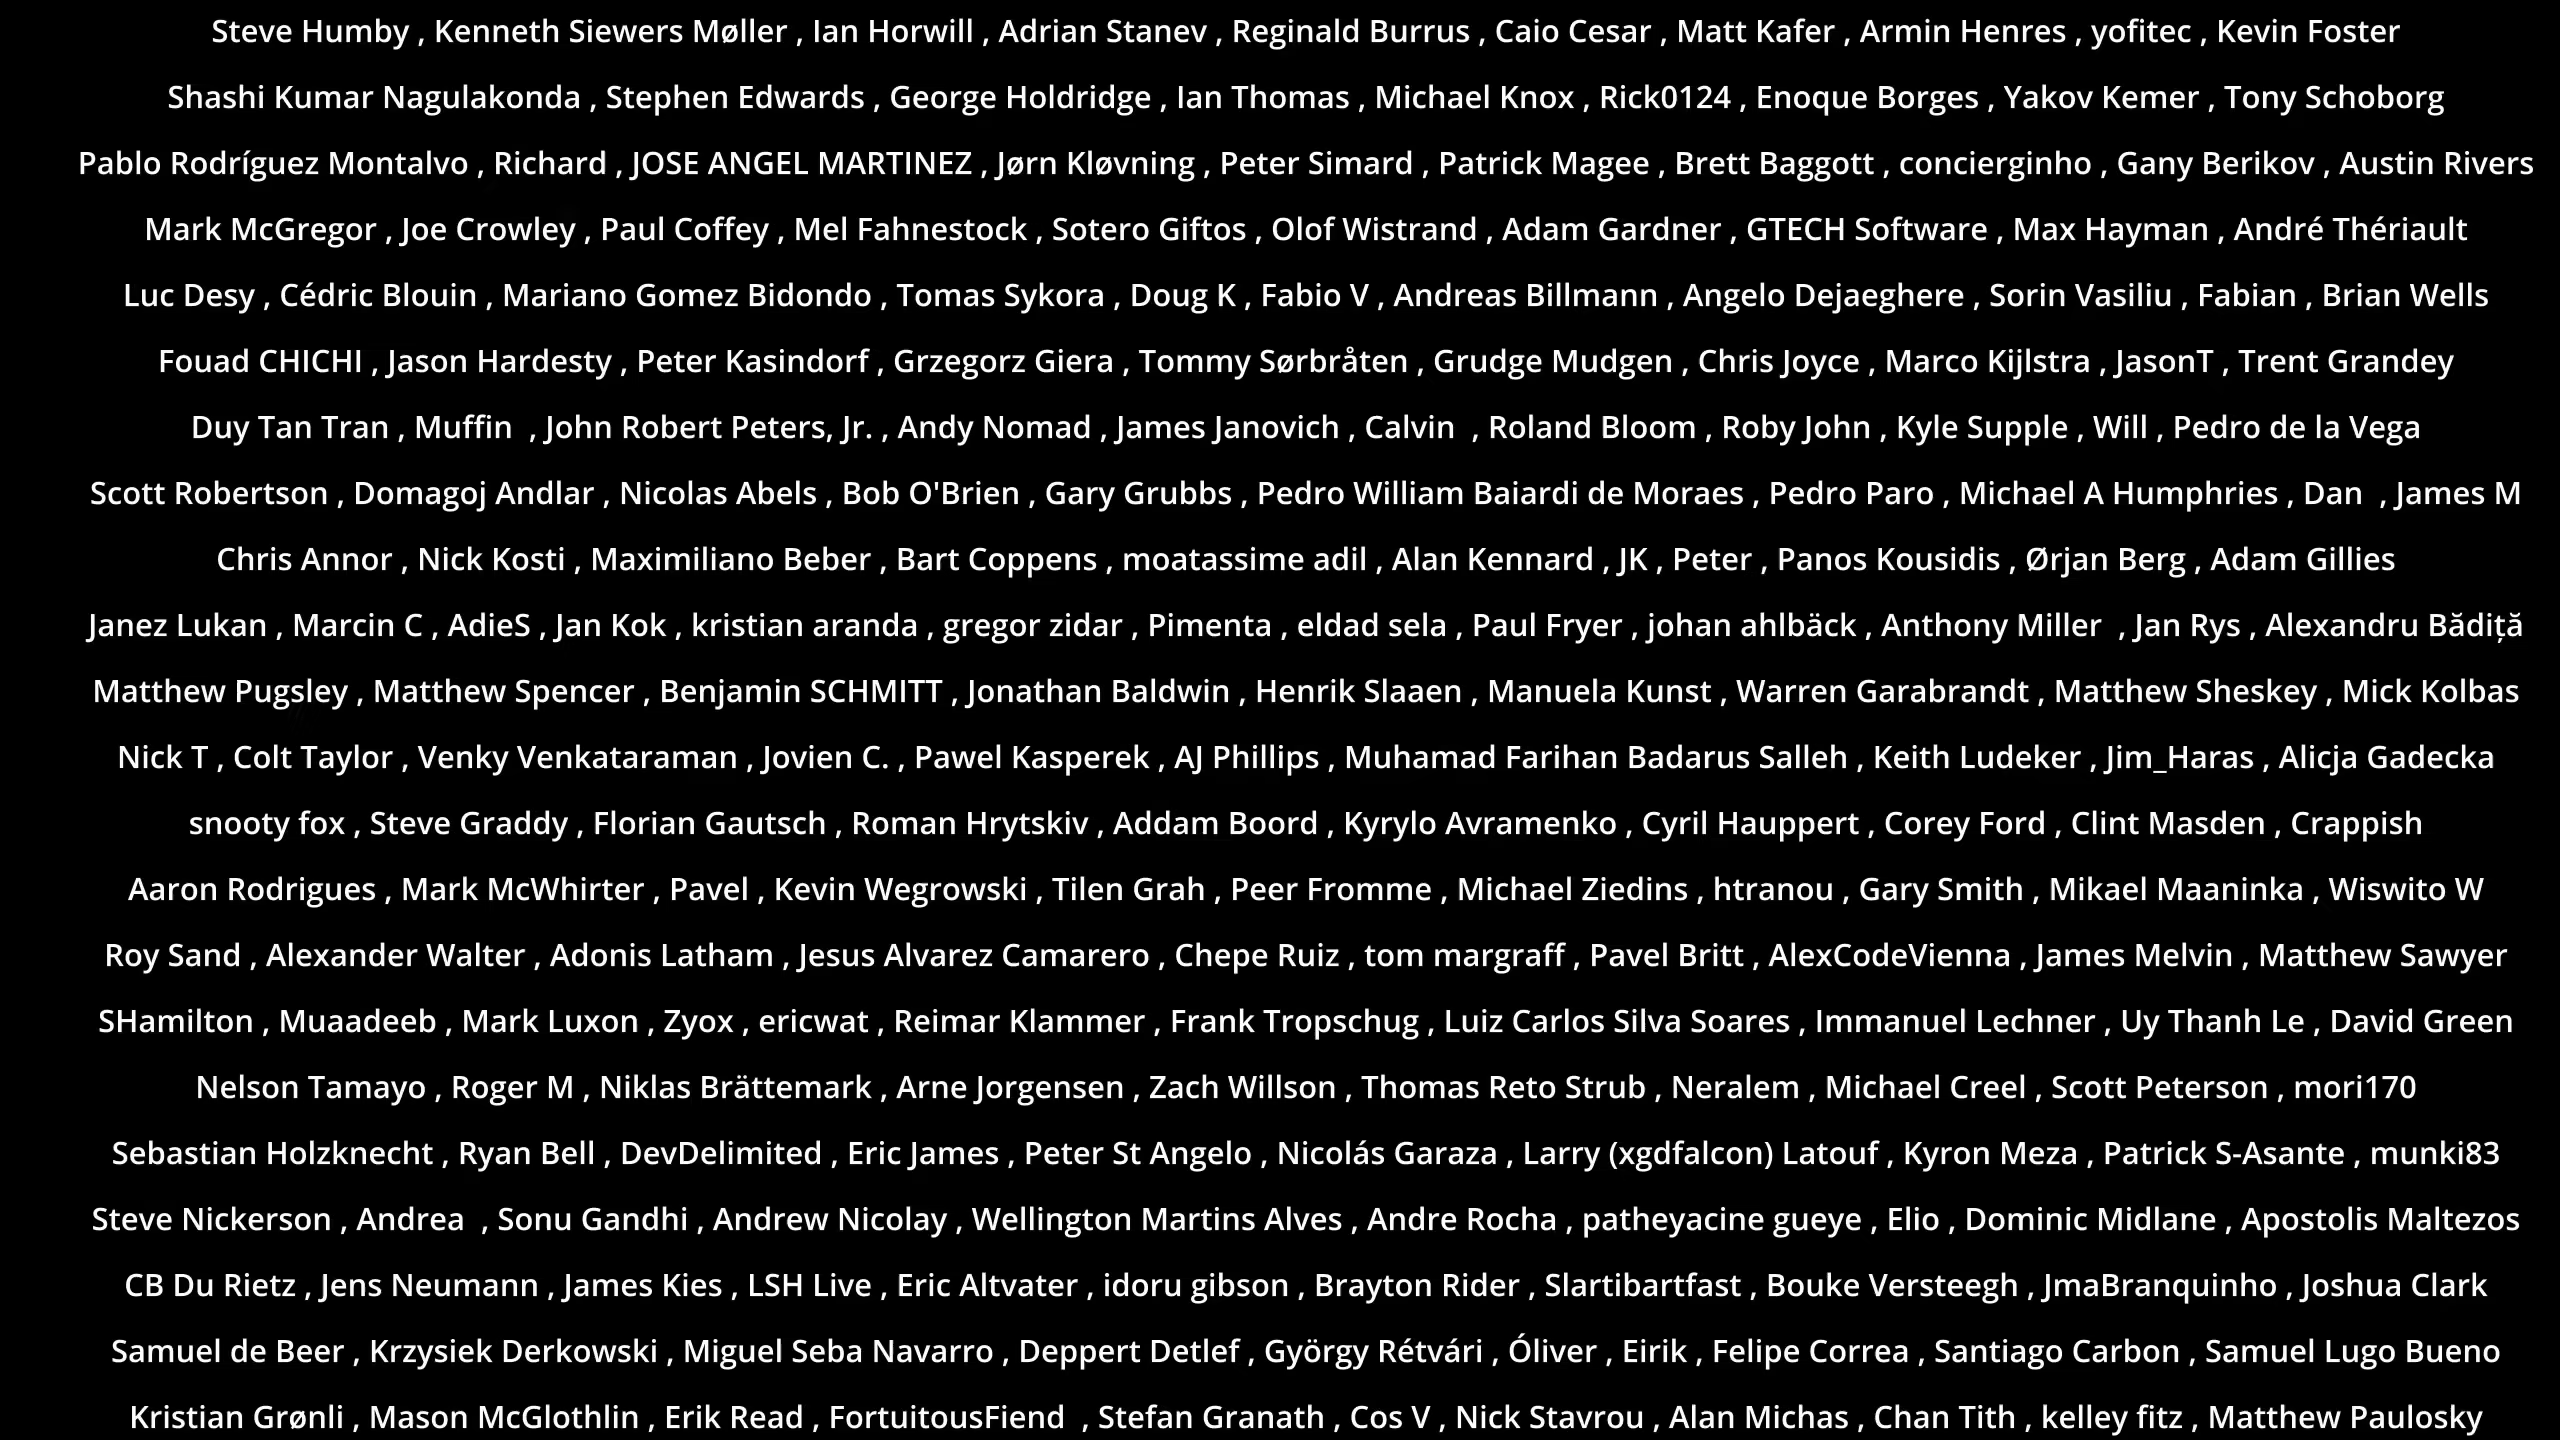 Steve Humby , Kenneth Siewers Møller , Ian Horwill , Adrian Stanev , Reginald Burrus , Caio Cesar , Matt Kafer , Armin Henres , yofitec , Kevin Foster
Shashi Kumar Nagulakonda , Stephen Edwards , George Holdridge , Ian Thomas , Michael Knox , Rick0124 , Enoque Borges , Yakov Kemer , Tony Schoborg
Pablo Rodríguez Montalvo , Richard , JOSE ANGEL MARTINEZ , Jørn Kløvning , Peter Simard , Patrick Magee , Brett Baggott , concierginho , Gany Berikov , Austin Rivers
Mark McGregor , Joe Crowley , Paul Coffey , Mel Fahnestock , Sotero Giftos , Olof Wistrand , Adam Gardner , GTECH Software , Max Hayman , André Thériault
Luc Desy , Cédric Blouin , Mariano Gomez Bidondo , Tomas Sykora , Doug K , Fabio V , Andreas Billmann , Angelo Dejaeghere , Sorin Vasiliu , Fabian , Brian Wells
Fouad CHICHI , Jason Hardesty , Peter Kasindorf , Grzegorz Giera , Tommy Sørbråten , Grudge Mudgen , Chris Joyce , Marco Kijlstra , JasonT , Trent Grandey
Duy Tan Tran , Muffin  , John Robert Peters, Jr. , Andy Nomad , James Janovich , Calvin  , Roland Bloom , Roby John , Kyle Supple , Will , Pedro de la Vega
Scott Robertson , Domagoj Andlar , Nicolas Abels , Bob O'Brien , Gary Grubbs , Pedro William Baiardi de Moraes , Pedro Paro , Michael A Humphries , Dan  , James M
Chris Annor , Nick Kosti , Maximiliano Beber , Bart Coppens , moatassime adil , Alan Kennard , JK , Peter , Panos Kousidis , Ørjan Berg , Adam Gillies
Janez Lukan , Marcin C , AdieS , Jan Kok , kristian aranda , gregor zidar , Pimenta , eldad sela , Paul Fryer , johan ahlbäck , Anthony Miller  , Jan Rys , Alexandru Bădiță
Matthew Pugsley , Matthew Spencer , Benjamin SCHMITT , Jonathan Baldwin , Henrik Slaaen , Manuela Kunst , Warren Garabrandt , Matthew Sheskey , Mick Kolbas
Nick T , Colt Taylor , Venky Venkataraman , Jovien C. , Pawel Kasperek , AJ Phillips , Muhamad Farihan Badarus Salleh , Keith Ludeker , Jim_Haras , Alicja Gadecka
snooty fox , Steve Graddy , Florian Gautsch , Roman Hrytskiv , Addam Boord , Kyrylo Avramenko , Cyril Hauppert , Corey Ford , Clint Masden , Crappish
Aaron Rodrigues , Mark McWhirter , Pavel , Kevin Wegrowski , Tilen Grah , Peer Fromme , Michael Ziedins , htranou , Gary Smith , Mikael Maaninka , Wiswito W
Roy Sand , Alexander Walter , Adonis Latham , Jesus Alvarez Camarero , Chepe Ruiz , tom margraff , Pavel Britt , AlexCodeVienna , James Melvin , Matthew Sawyer
SHamilton , Muaadeeb , Mark Luxon , Zyox , ericwat , Reimar Klammer , Frank Tropschug , Luiz Carlos Silva Soares , Immanuel Lechner , Uy Thanh Le , David Green
Nelson Tamayo , Roger M , Niklas Brättemark , Arne Jorgensen , Zach Willson , Thomas Reto Strub , Neralem , Michael Creel , Scott Peterson , mori170
Sebastian Holzknecht , Ryan Bell , DevDelimited , Eric James , Peter St Angelo , Nicolás Garaza , Larry (xgdfalcon) Latouf , Kyron Meza , Patrick S-Asante , munki83
Steve Nickerson , Andrea  , Sonu Gandhi , Andrew Nicolay , Wellington Martins Alves , Andre Rocha , patheyacine gueye , Elio , Dominic Midlane , Apostolis Maltezos
CB Du Rietz , Jens Neumann , James Kies , LSH Live , Eric Altvater , idoru gibson , Brayton Rider , Slartibartfast , Bouke Versteegh , JmaBranquinho , Joshua Clark
Samuel de Beer , Krzysiek Derkowski , Miguel Seba Navarro , Deppert Detlef , György Rétvári , Óliver , Eirik , Felipe Correa , Santiago Carbon , Samuel Lugo Bueno
Kristian Grønli , Mason McGlothlin , Erik Read , FortuitousFiend  , Stefan Granath , Cos V , Nick Stavrou , Alan Michas , Chan Tith , kelley fitz , Matthew Paulosky